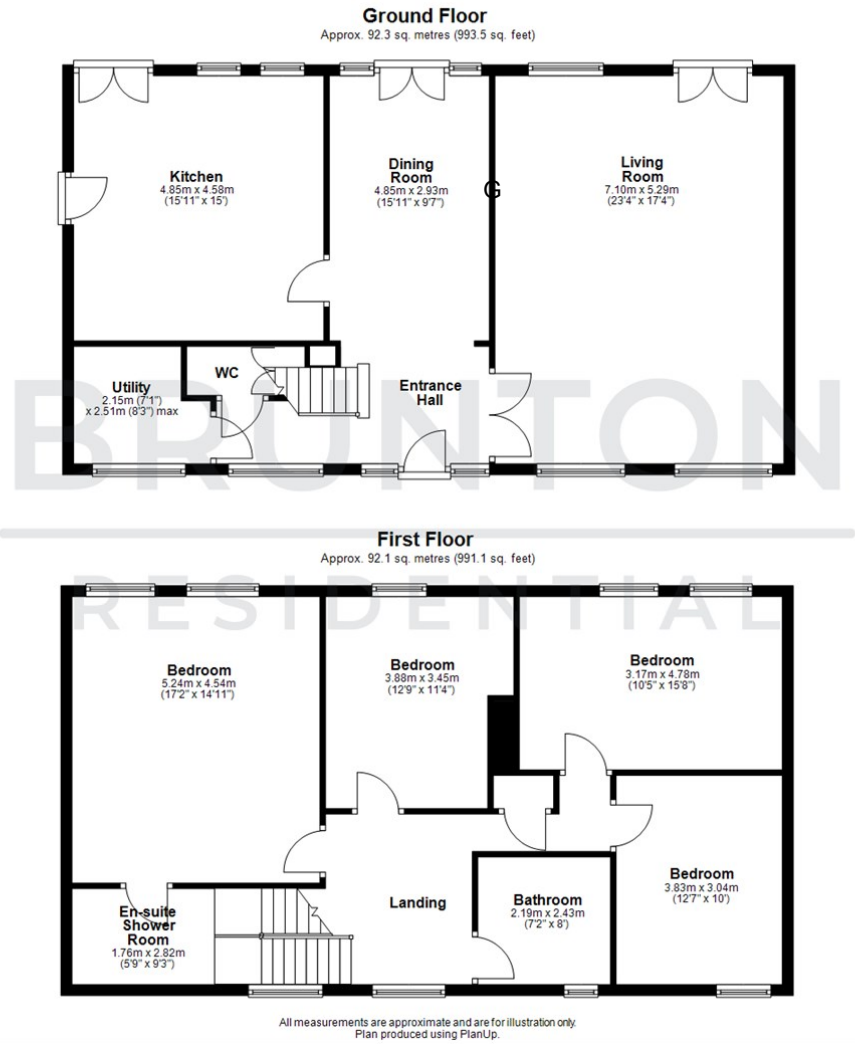 Ground Floor
Approx. 92.3 sq. metres (993.5 sq. feet)
Kitchen
4.85m x 4.58m
(15'11" x 15')
Dining
Room
4.85m x 2.93m
(15'11" x 9'7")
G
Living
Room
7.10m x 5.29m
(23'4" x 17'4")
Utility
2.15m (7'1")
x 2.51m (8'3") max
WC
Entrance
Hall
BRUNTON
First Floor
Approx. 92.1 sq. metres (991.1 sq. feet)
RESIDENTIAL
Bedroom
5.24m x 4.54m
(17'2" x 14'11")
Bedroom
3.88m x 3.45m
(12'9" x 11'4")
Bedroom
3.17m x 4.78m
(10'5" x 15'8")
En-suite
Shower
Room
1.76m x 2.82m
(5'9" x 9'3")
Landing
Bathroom
2.19m x 2.43m
(7'2" x 8')
Bedroom
3.83m x 3.04m
(12'7" x 10')
All measurements are approximate and are for illustration only.
Plan produced using PlanUp.